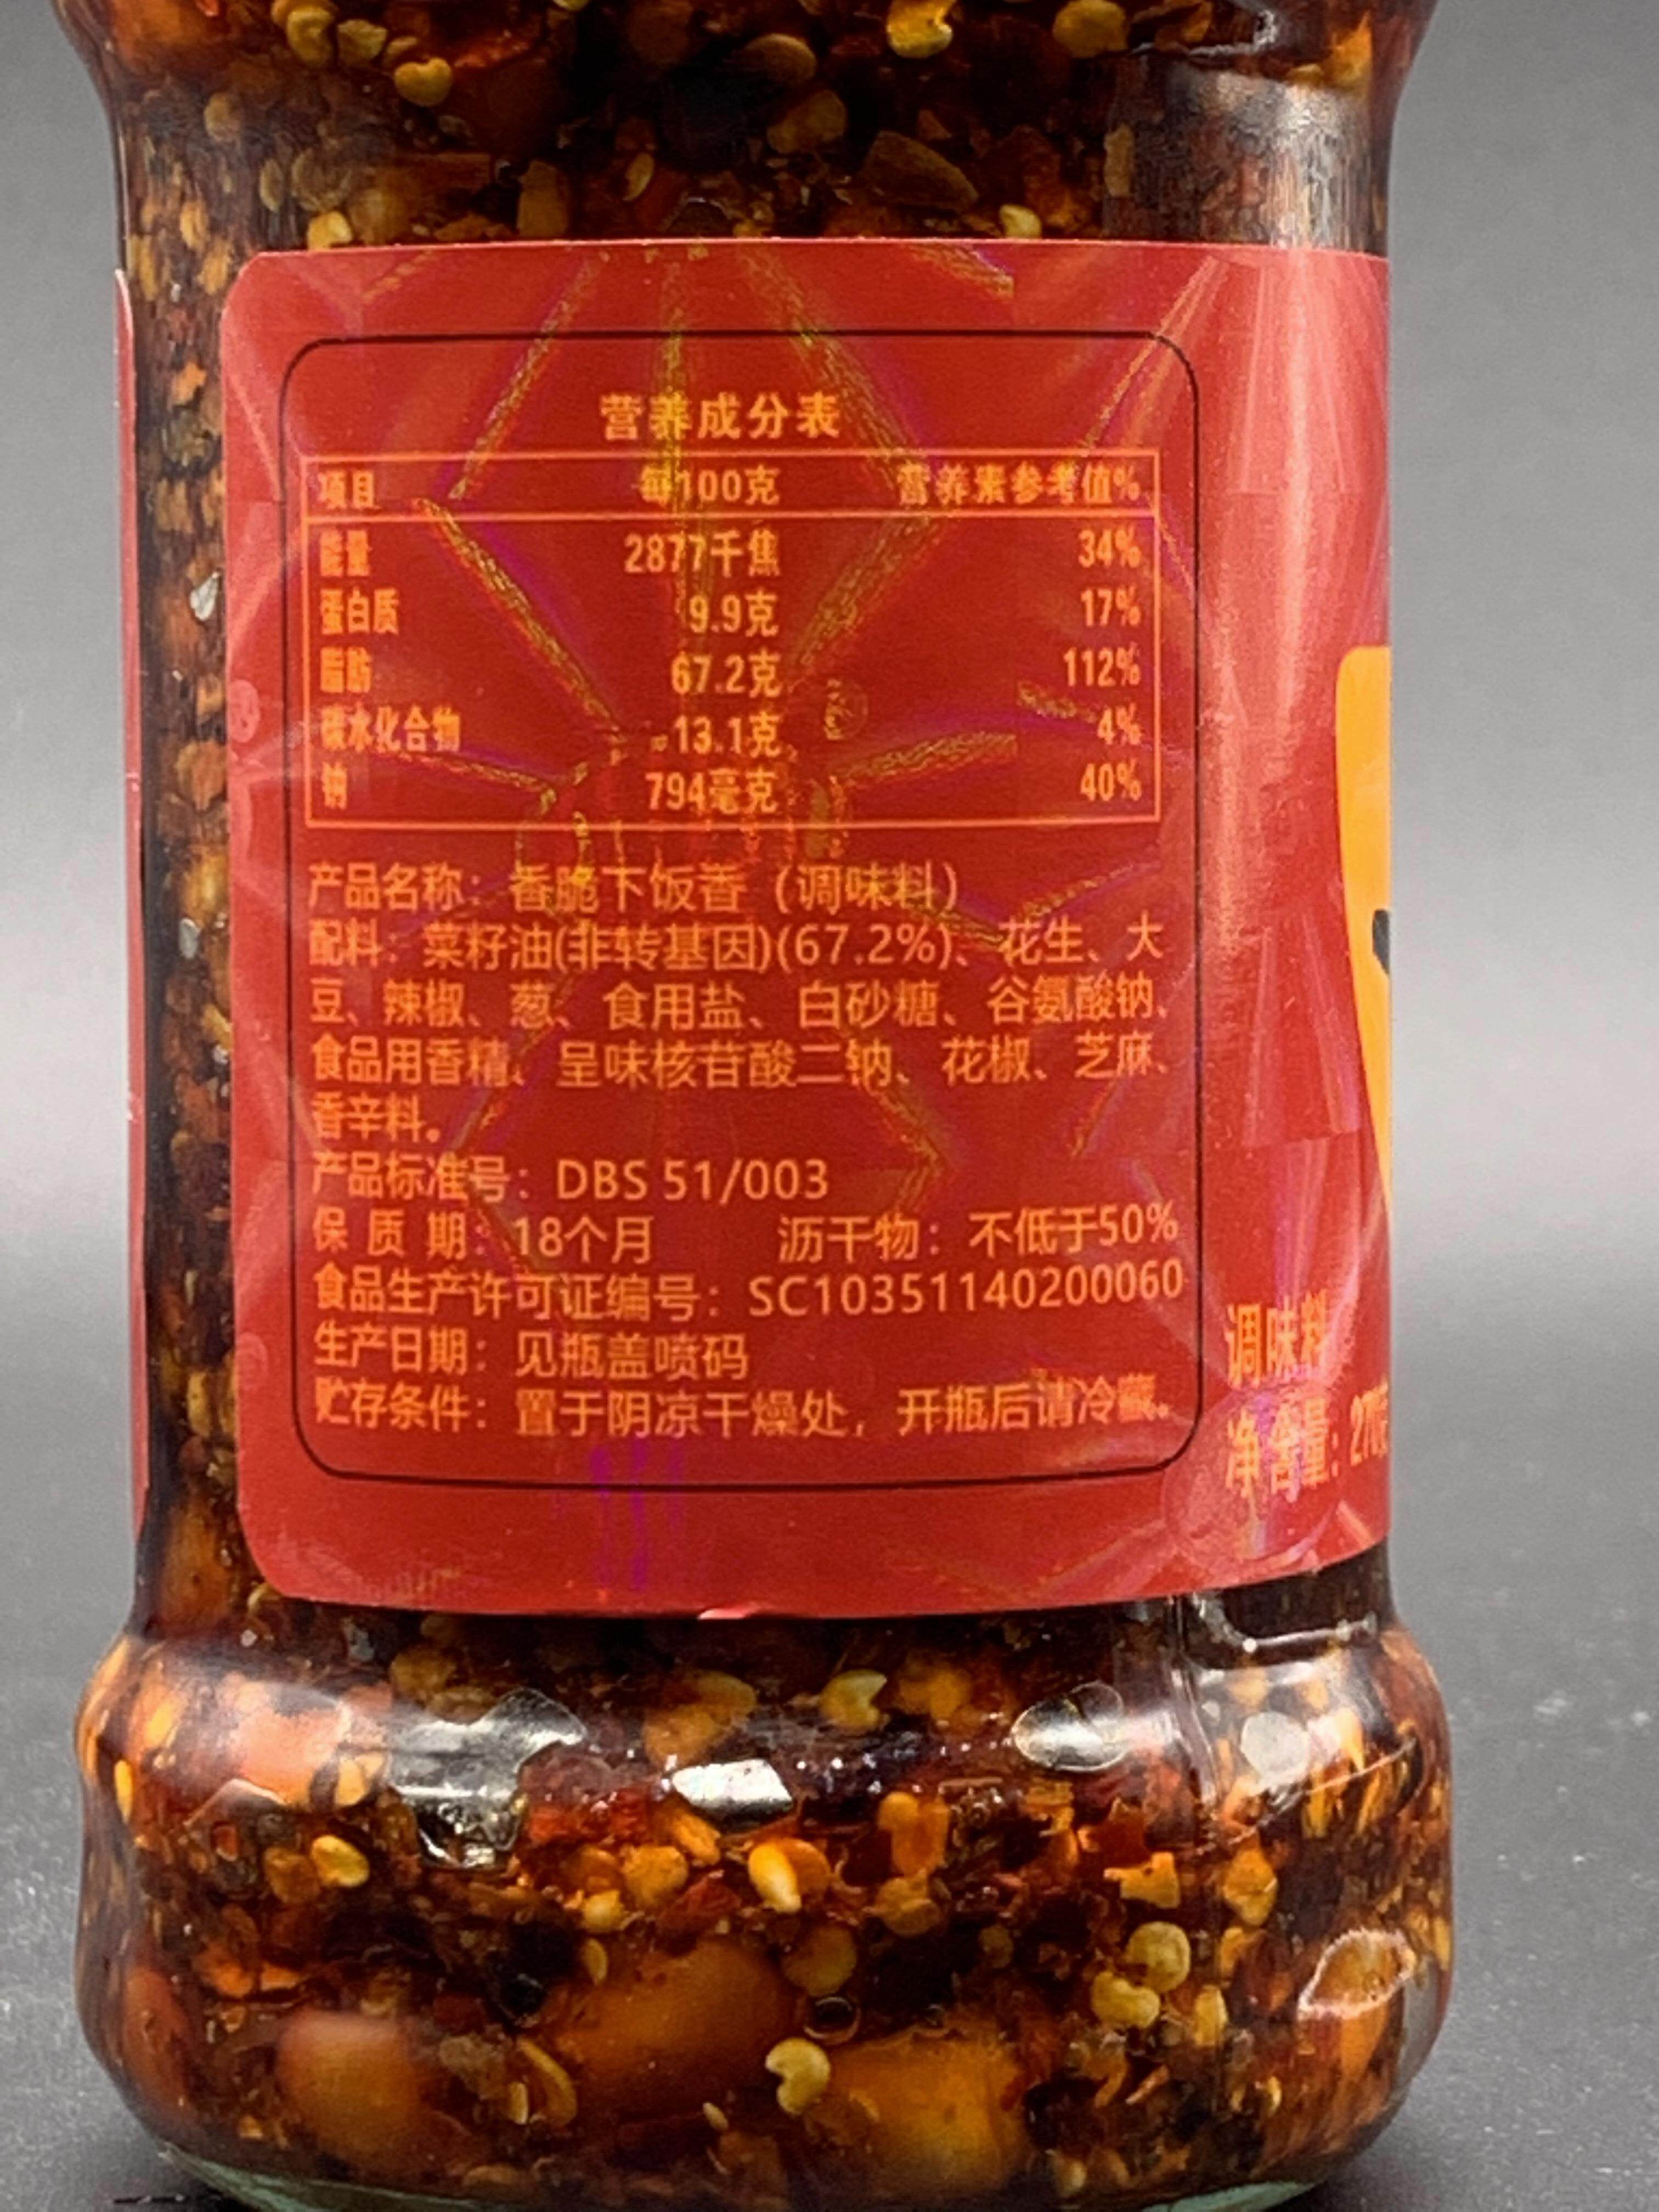 营养成分表
项目 每100克 营养素参考值%
能量 2877千焦 34%
蛋白质 9.9克 17%
脂肪 67.2克 112%
碳水化合物 13.1克 4%
钠 794毫克 40%
产品名称：香脆下饭香（调味料）
配料：菜籽油(非转基因)(67.2%)、花生、大
豆、辣椒、葱、食用盐、白砂糖、谷氨酸钠、
食品用香精、呈味核苷酸二钠、花椒、芝麻、
香辛料。
产品标准号：DBS 51/003
保 质 期：18个月 沥干物：不低于50%
食品生产许可证编号：SC10351140200060
生产日期：见瓶盖喷码
贮存条件：置于阴凉干燥处，开瓶后请冷藏。
调味料
净含量：270克